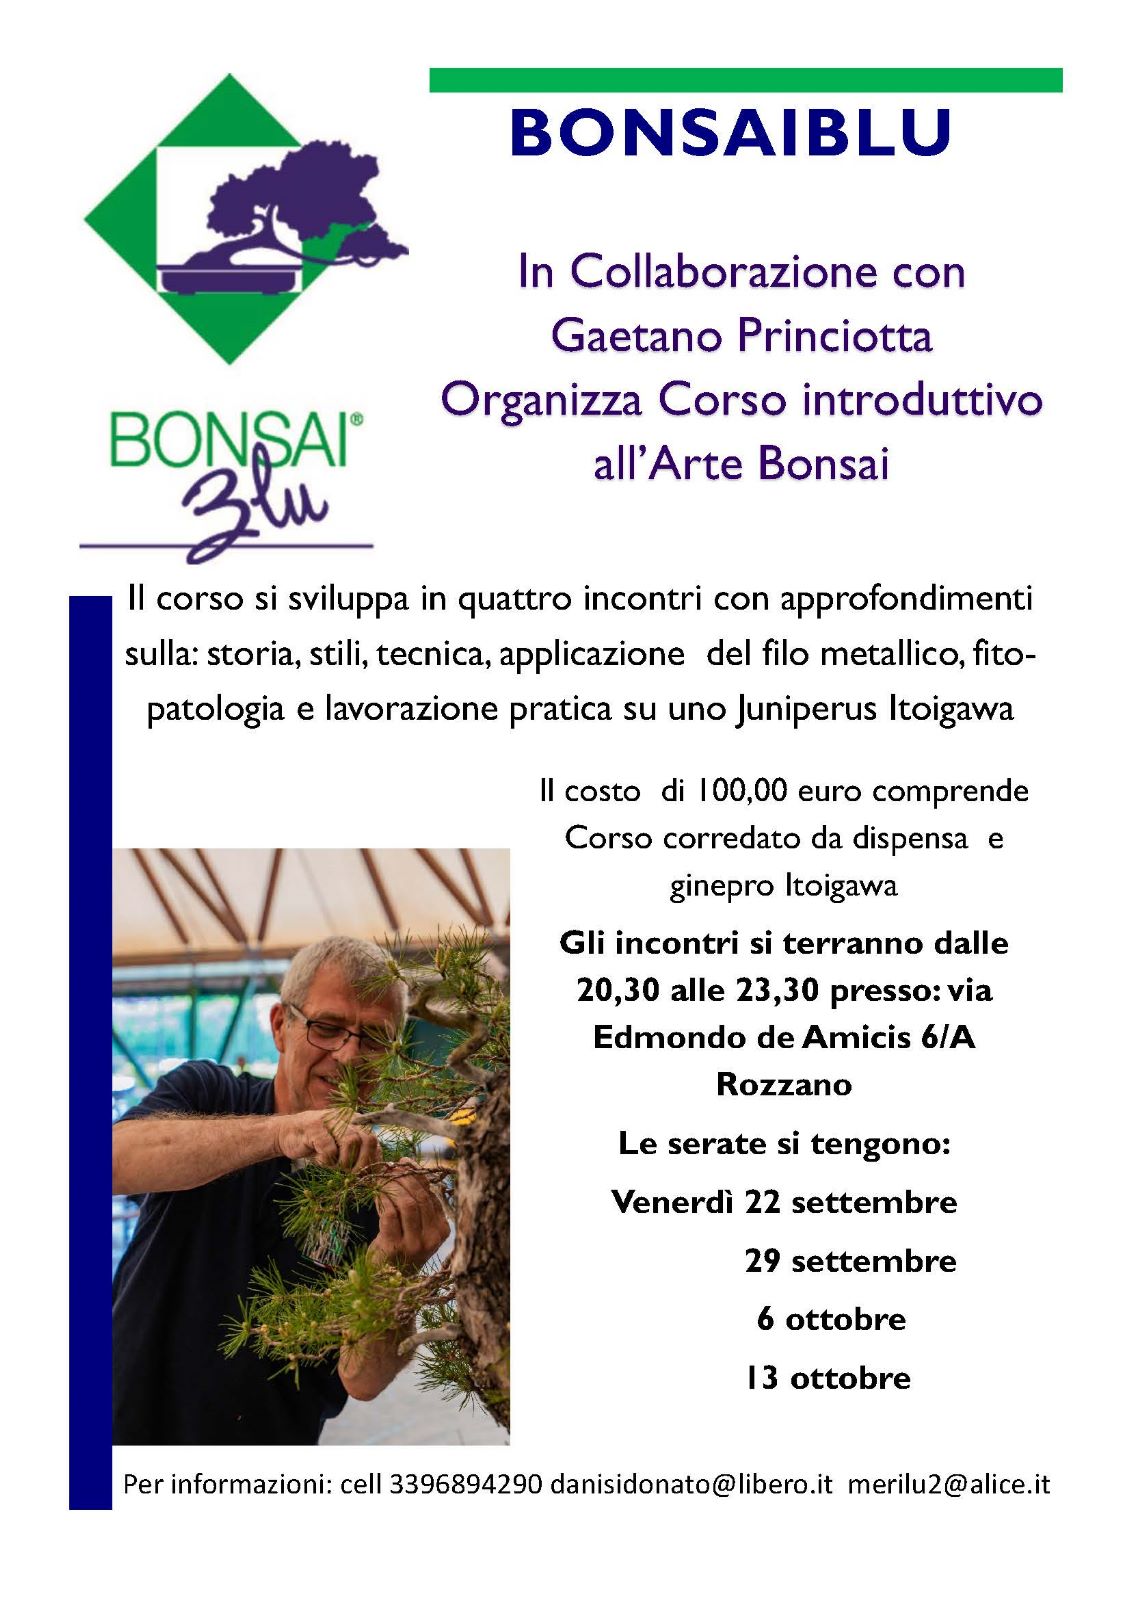 BONSAIBLU
In Collaborazione con
Gaetano Princiotta
Organizza Corso introduttivo
all'Arte Bonsai
BONSAI®
Blu
Il corso si sviluppa in quattro incontri con approfondimenti
sulla: storia, stili, tecnica, applicazione  del filo metallico, fito-
patologia e lavorazione pratica su uno Juniperus Itoigawa
Il costo  di 100,00 euro comprende
Corso corredato da dispensa  e
ginepro Itoigawa
Gli incontri si terranno dalle
20,30 alle 23,30 presso: via
Edmondo de Amicis 6/A
Rozzano
Le serate si tengono:
Venerdì 22 settembre
29 settembre
6 ottobre
13 ottobre
Per informazioni: cell 3396894290 danisidonato@libero.it  merilu2@alice.it